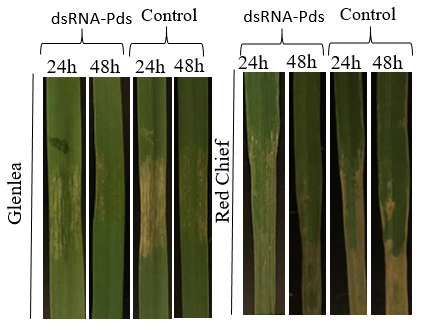 dsRNA-Pds Control
24h 48h 24h 48h
Glenlea
dsRNA-Pds Control
24h 48h 24h 48h
Red Chief